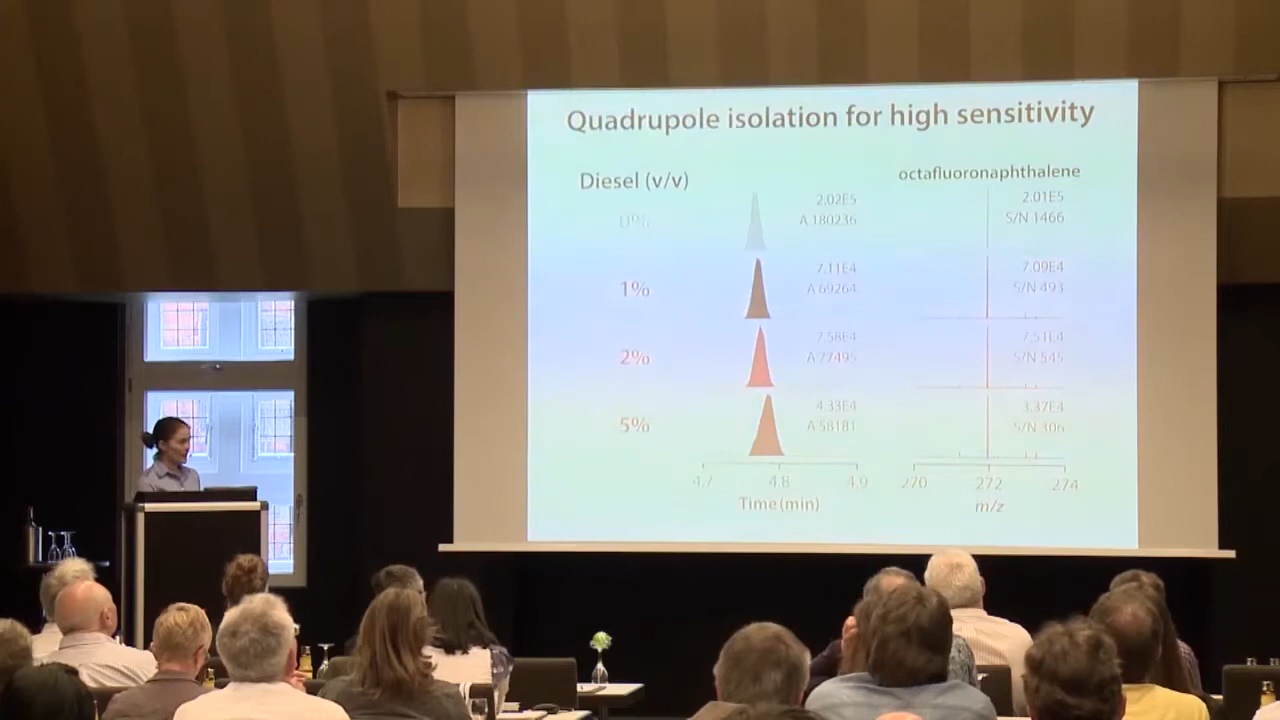 Quadrupole isolation for high sensitivity
Diesel (v/v)
octafluoronaphthalene
0%
2.02E5
A 180236
2.01E5
S/N 1466
1%
7.11E4
A 69264
7.09E4
S/N 493
2%
7.58E4
A 77495
7.51E4
S/N 545
5%
4.33E4
A 58181
3.37E4
S/N 306
4.7 4.8 4.9
270 272 274
Time (min)
m/z